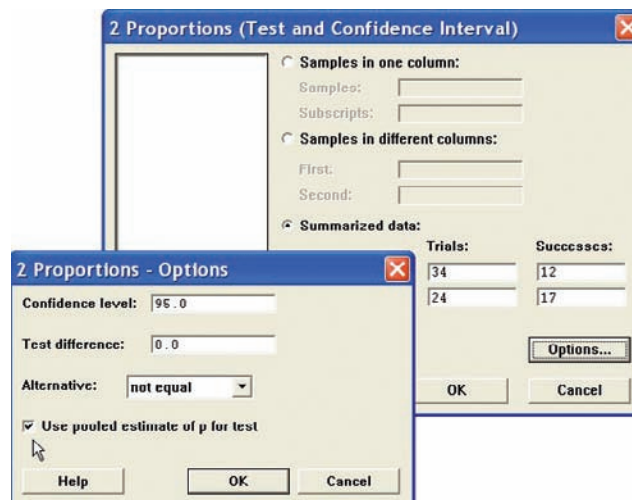 2 Proportions (Test and Confidence Interval)
Samples in one column:
Samples:
Subscripts:
Samples in different columns:
First:
Second:
Summarized data:
Trials: Successes:
34 12
24 17
Options...
OK Cancel
2 Proportions - Options
Confidence level: 95.0
Test difference: 0.0
Alternative: not equal
Use pooled estimate of p for test
Help OK Cancel